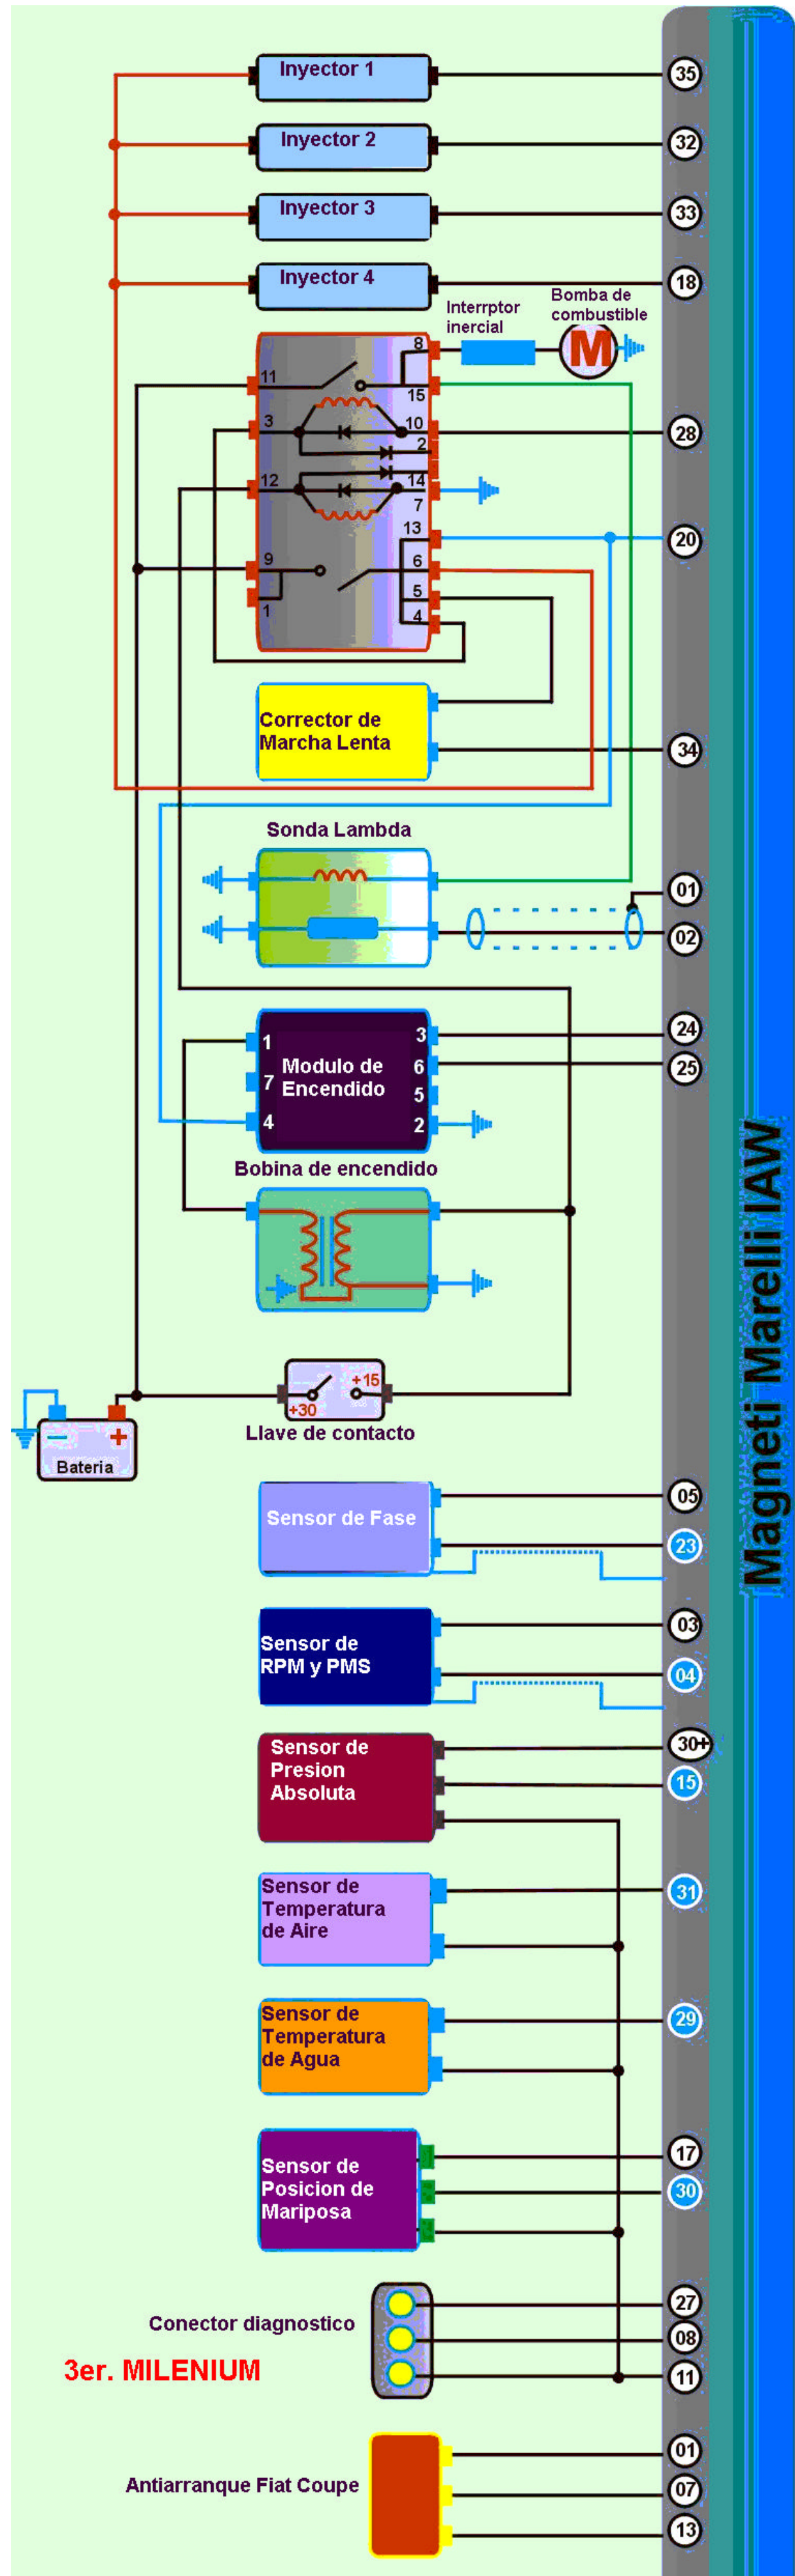 Inyector 1
35
Inyector 2
32
Inyector 3
33
Inyector 4
18
Interrptor
inercial
Bomba de
combustible
M
8
11
15
3
10
28
2
12
14
7
13
20
9
6
5
1
4
Corrector de
Marcha Lenta
34
Sonda Lambda
01
02
1
3
24
Modulo de
Encendido
6
25
7
5
4
2
Bobina de encendido
Magneti Marelli IAW
+15
+30
Llave de contacto
− +
Bateria
Sensor de Fase
05
23
Sensor de
RPM y PMS
03
04
Sensor de
Presion
Absoluta
30+
15
Sensor de
Temperatura
de Aire
31
Sensor de
Temperatura
de Agua
29
Sensor de
Posicion de
Mariposa
17
30
Conector diagnostico
27
08
11
3er. MILENIUM
Antiarranque Fiat Coupe
01
07
13